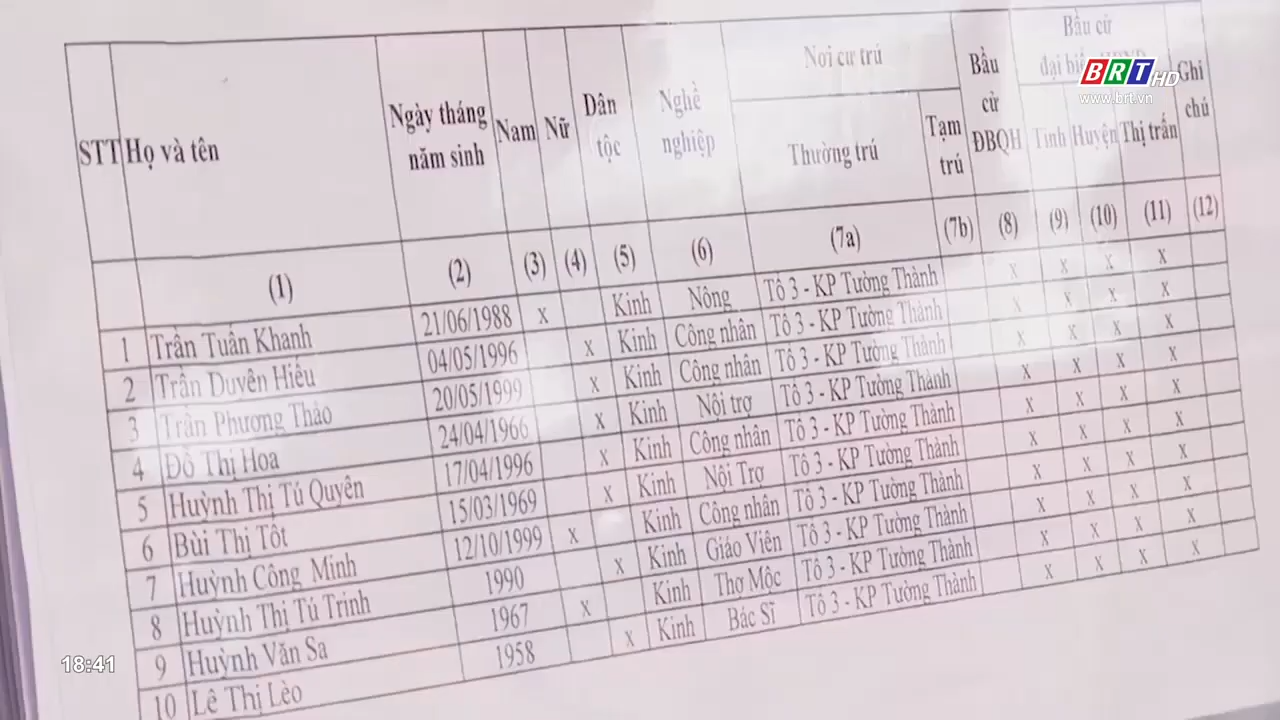 STT Họ và tên Ngày tháng năm sinh Nam Nữ Dân tộc Nghề nghiệp Nơi cư trú Thường trú Tạm trú Bầu cử ĐBQH Bầu cử đại Tỉnh Huyện Thị trấn Ghi chú
(1) (2) (3) (4) (5) (6) (7a) (7b) (8) (9) (10) (11) (12)
1 Trần Tuân Khanh 21/06/1988 x Kinh Nông Tổ 3 - KP Tường Thành x x x x
2 Trần Duyên Hiếu 04/05/1996 x Kinh Công nhân Tổ 3 - KP Tường Thành x x x x
3 Trần Phương Thảo 20/05/1999 x Kinh Công nhân Tổ 3 - KP Tường Thành x x x x
4 Đỗ Thị Hoa 24/04/1966 x Kinh Nội trợ Tổ 3 - KP Tường Thành x x x x
5 Huỳnh Thị Tú Quyên 17/04/1996 x Kinh Công nhân Tổ 3 - KP Tường Thành x x x x
6 Bùi Thị Tốt 15/03/1969 x Kinh Nội Trợ Tổ 3 - KP Tường Thành x x x x
7 Huỳnh Công Minh 12/10/1999 x Kinh Công nhân Tổ 3 - KP Tường Thành x x x x
8 Huỳnh Thị Tú Trinh 1990 x Kinh Giáo Viên Tổ 3 - KP Tường Thành x x x x
9 Huỳnh Văn Sa 1967 x Kinh Thợ Mộc Tổ 3 - KP Tường Thành x x x x
10 Lê Thị Lèo 1958 x Kinh Bác Sĩ Tổ 3 - KP Tường Thành x x x x
BRT HD
www.brt.vn
18:41